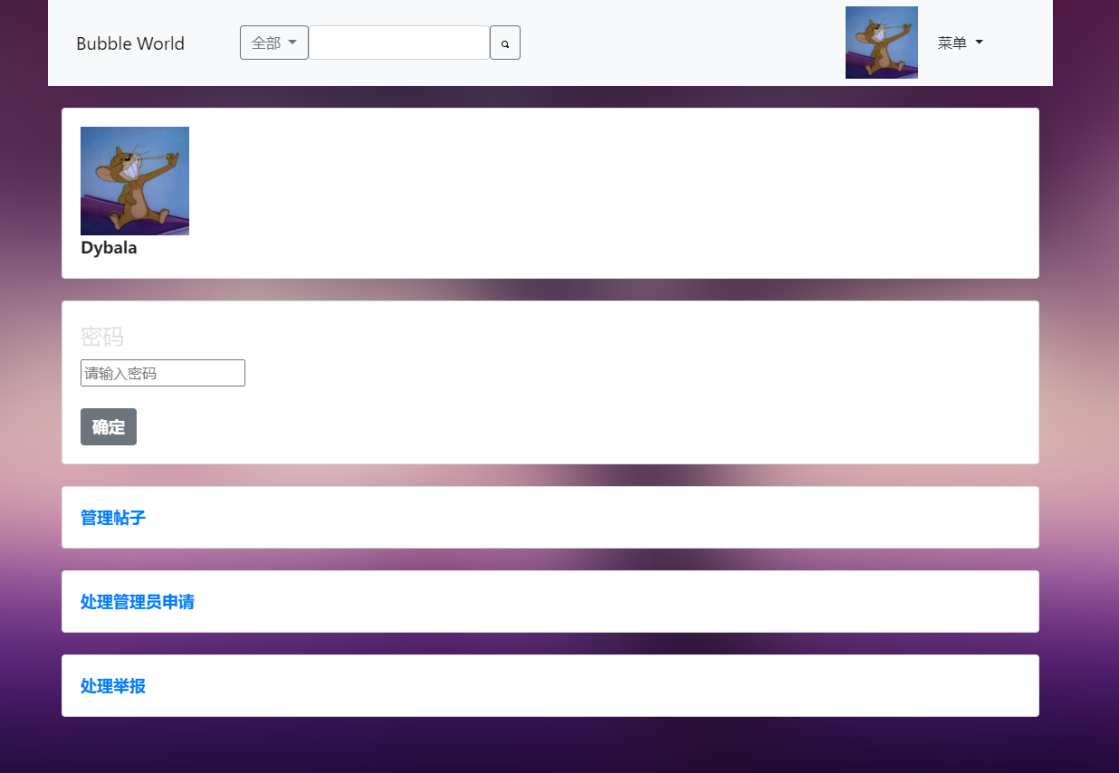 Bubble World
全部
菜单
Dybala
密码
请输入密码
确定
管理帖子
处理管理员申请
处理举报